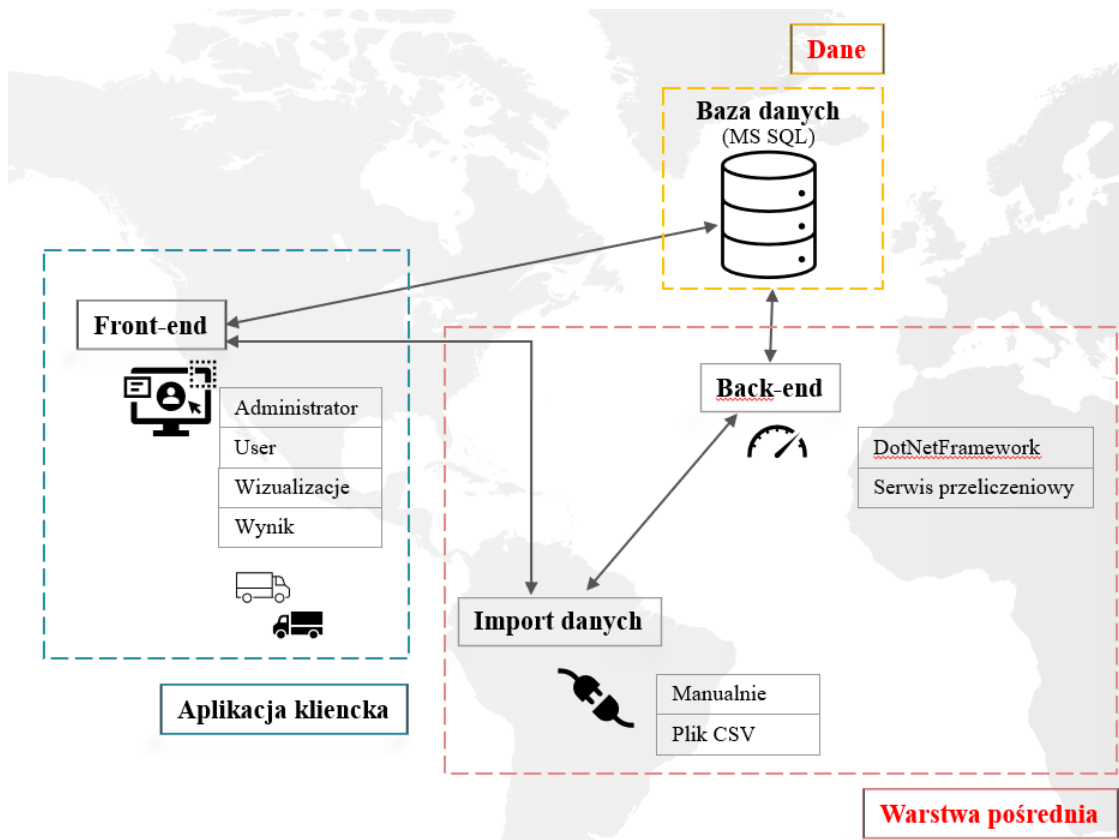 Dane
Baza danych
(MS SQL)
Front-end
Administrator
User
Wizualizacje
Wynik
Aplikacja kliencka
Back-end
DotNetFramework
Serwis przeliczeniowy
Import danych
Manualnie
Plik CSV
Warstwa pośrednia